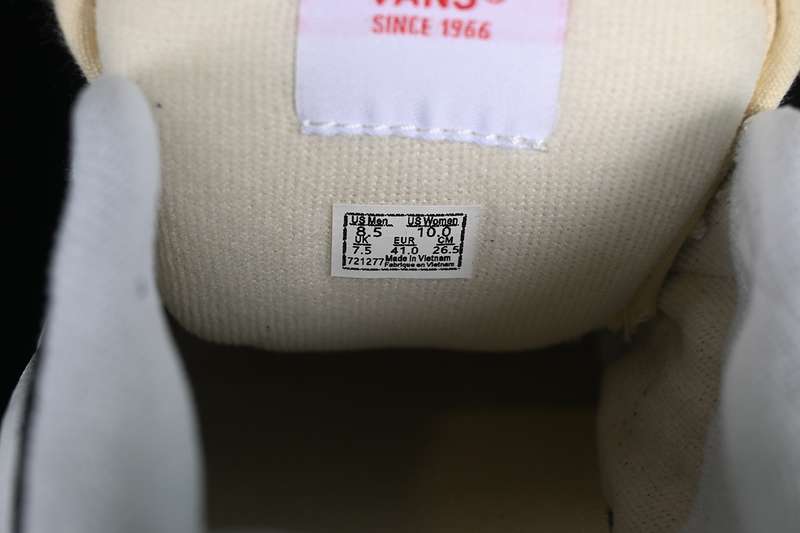 VANS®
SINCE 1966
US Men US Woman
8.5 10.0
UK EUR CM
7.5 41.0 26.5
721277 Made in Vietnam
Fabrique en Vietnam